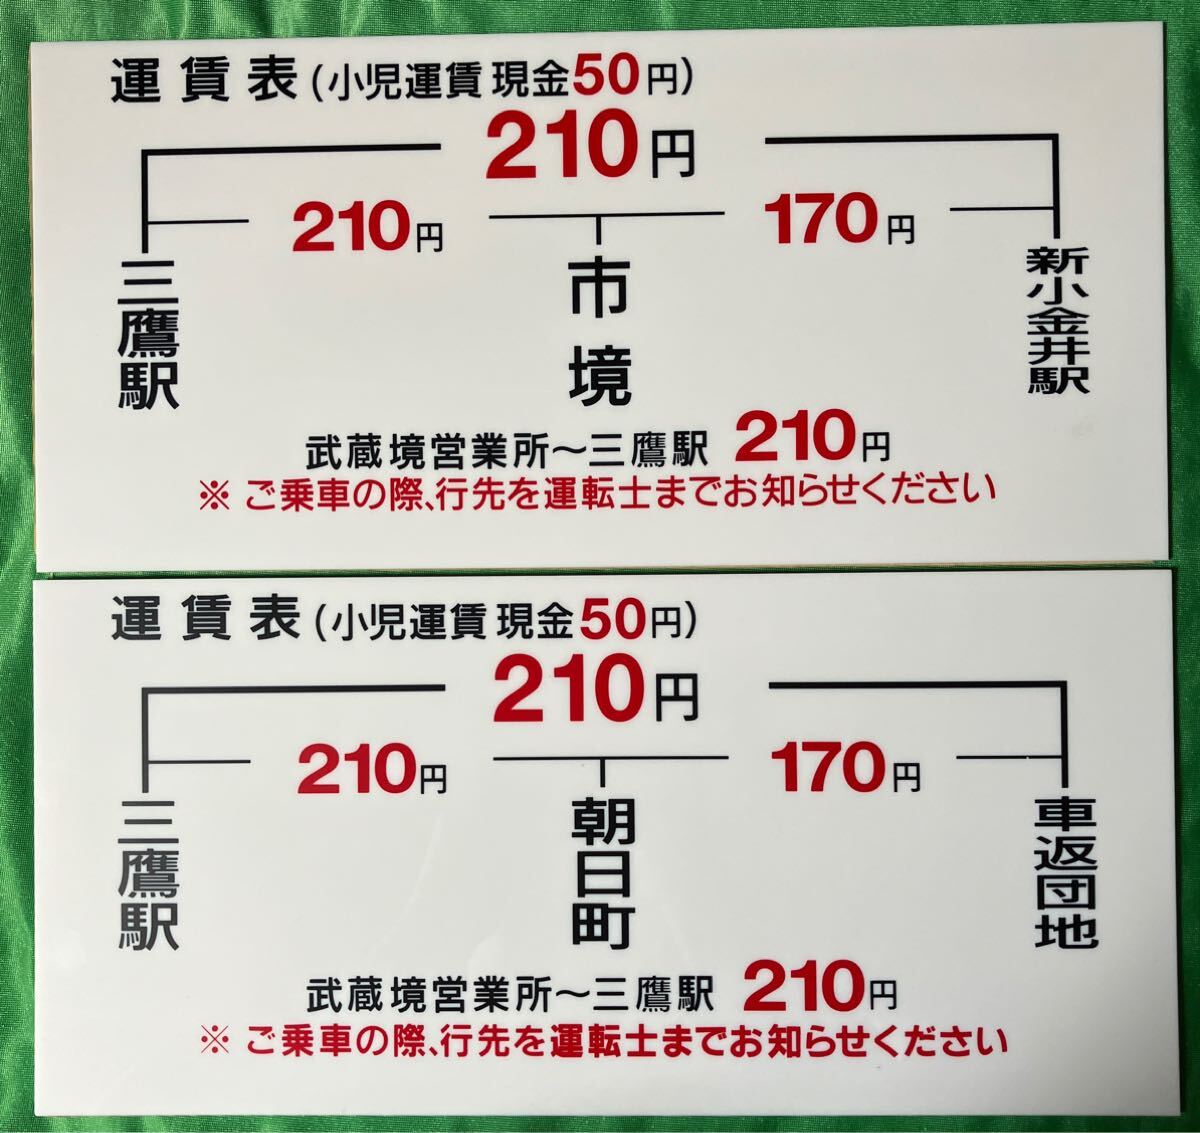 運賃表(小児運賃 現金50円)
210円
210円
170円
三鷹駅
市境
新小金井駅
武蔵境営業所～三鷹駅 210円
※ ご乗車の際、行先を運転士までお知らせください
運賃表(小児運賃 現金50円)
210円
210円
170円
三鷹駅
朝日町
車返団地
武蔵境営業所～三鷹駅 210円
※ ご乗車の際、行先を運転士までお知らせください